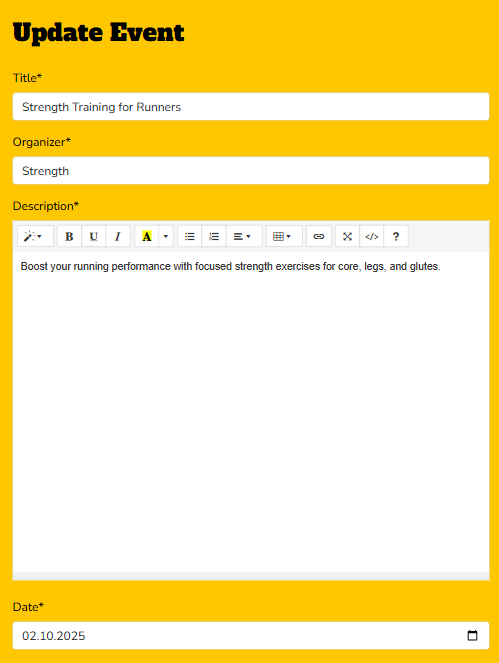 Update Event
Title*
Strength Training for Runners
Organizer*
Strength
Description*
B U I A </> ?
Boost your running performance with focused strength exercises for core, legs, and glutes.
Date*
02.10.2025